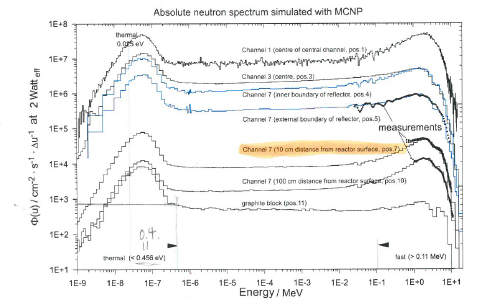 Absolute neutron spectrum simulated with MCNP
Φ(u) / cm⁻² · s⁻¹ · Δu⁻¹ at 2 Watt eff
1E+8
1E+7
1E+6
1E+5
1E+4
1E+3
1E+2
1E+1
thermal
0.025 eV
Channel 1 (centre of central channel, pos.1)
Channel 3 (centre, pos.3)
Channel 7 (inner boundary of reflector, pos.4)
Channel 7 (external boundary of reflector, pos.5)
measurements
Channel 7 (10 cm distance from reactor surface, pos.7)
Channel 7 (100 cm distance from reactor surface, pos.10)
graphite block (pos.11)
0.4
thermal (< 0.456 eV)
fast (> 0.11 MeV)
1E-9 1E-8 1E-7 1E-6 1E-5 1E-4 1E-3 1E-2 1E-1 1E+0 1E+1
Energy / MeV